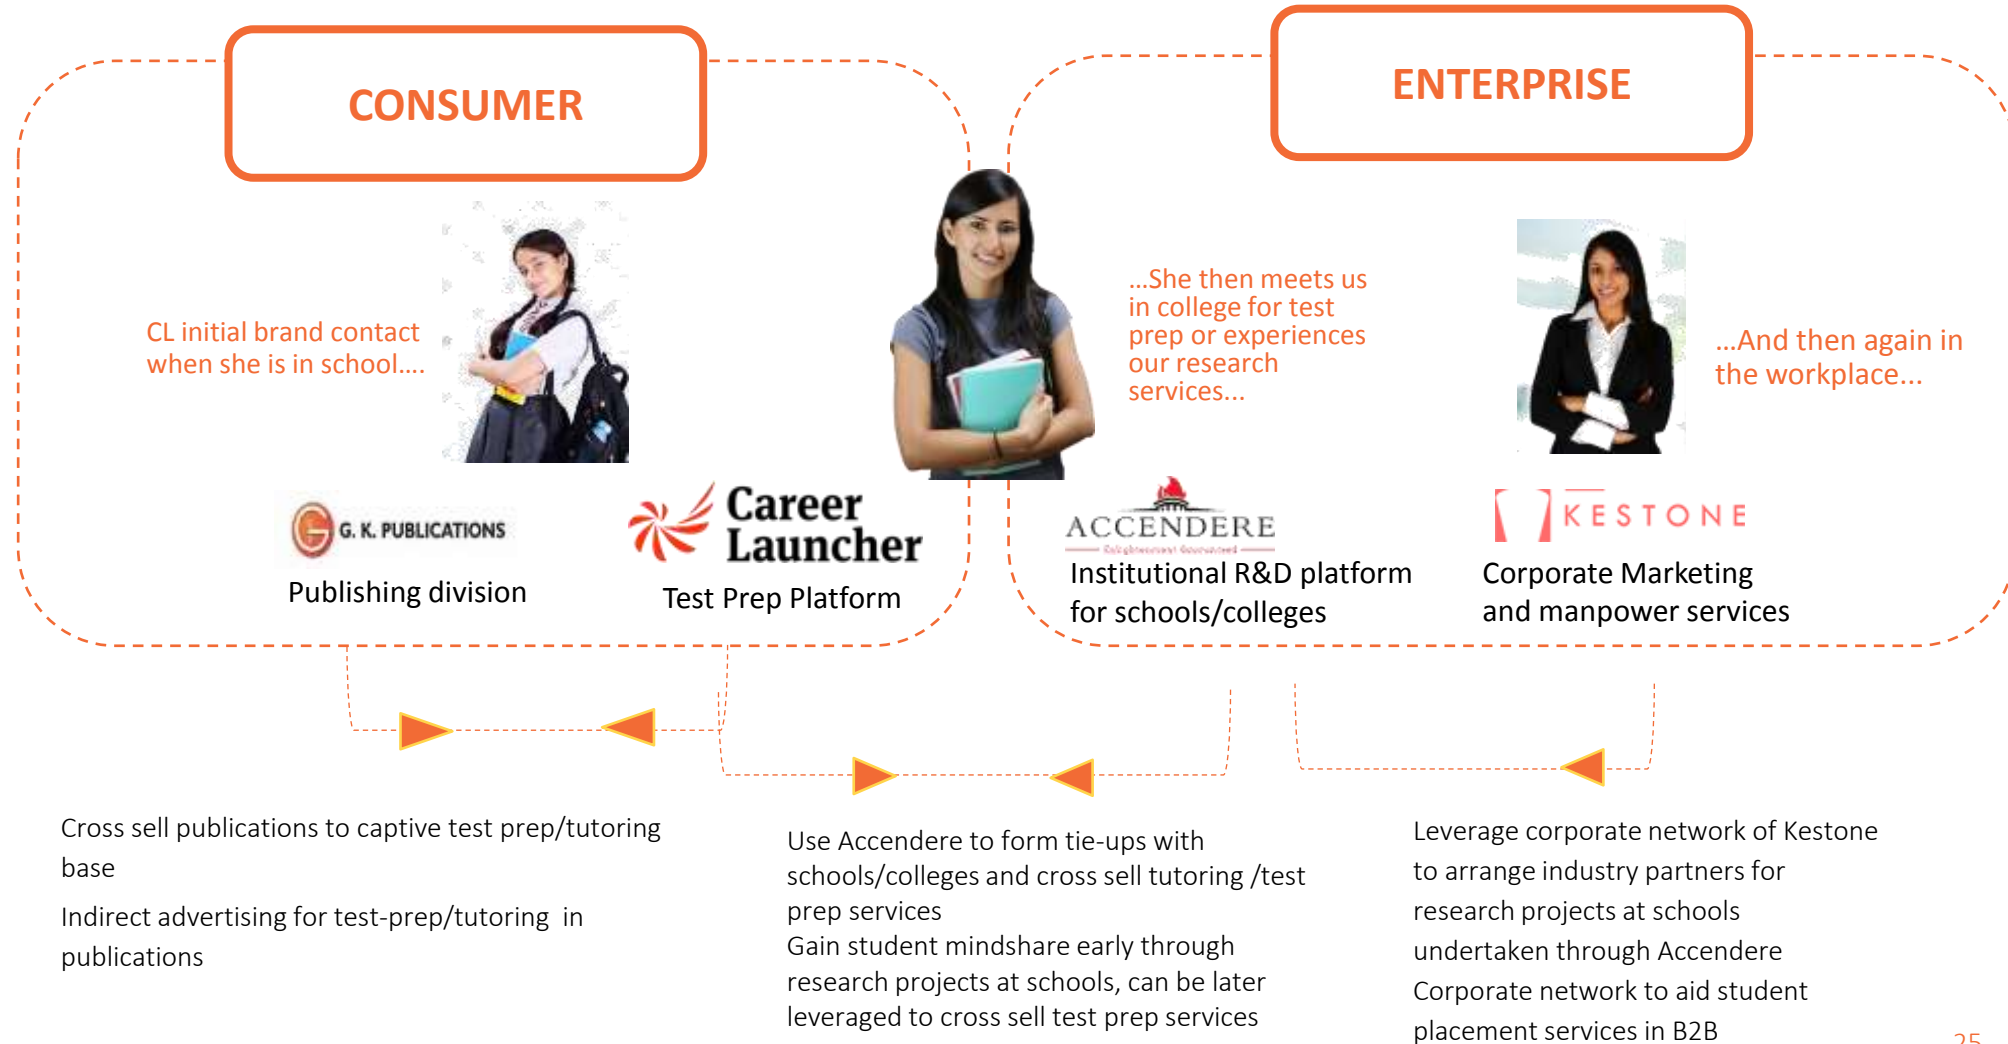 CONSUMER
ENTERPRISE
CL initial brand contact
when she is in school....
...She then meets us
in college for test
prep or experiences
our research
services...
...And then again in
the workplace...
G. K. PUBLICATIONS
Publishing division
Career
Launcher
Test Prep Platform
ACCENDERE
Enlightenment Guaranteed
Institutional R&D platform
for schools/colleges
KESTONE
Corporate Marketing
and manpower services
Cross sell publications to captive test prep/tutoring
base
Indirect advertising for test-prep/tutoring in
publications
Use Accendere to form tie-ups with
schools/colleges and cross sell tutoring /test
prep services
Gain student mindshare early through
research projects at schools, can be later
leveraged to cross sell test prep services
Leverage corporate network of Kestone
to arrange industry partners for
research projects at schools
undertaken through Accendere
Corporate network to aid student
placement services in B2B
25